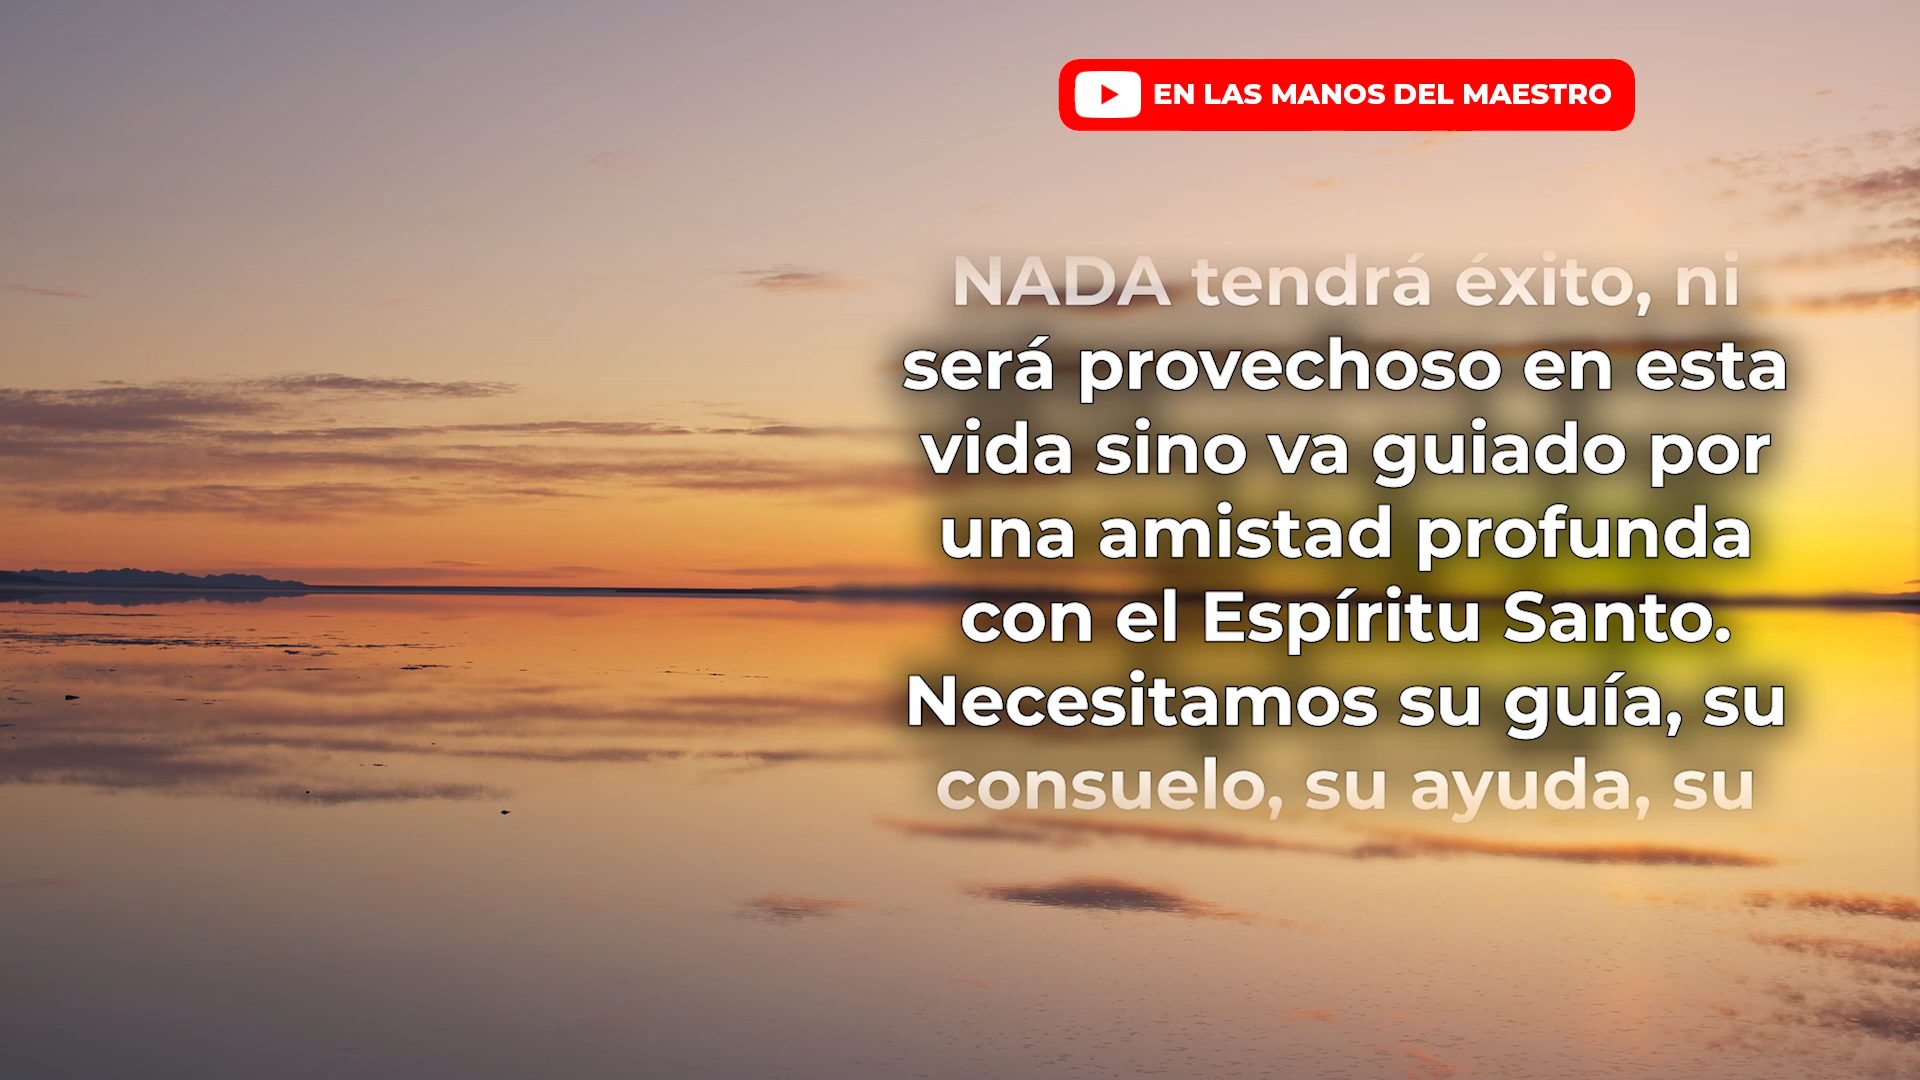 EN LAS MANOS DEL MAESTRO
NADA tendrá éxito, ni
será provechoso en esta
vida sino va guiado por
una amistad profunda
con el Espíritu Santo.
Necesitamos su guía, su
consuelo, su ayuda, su